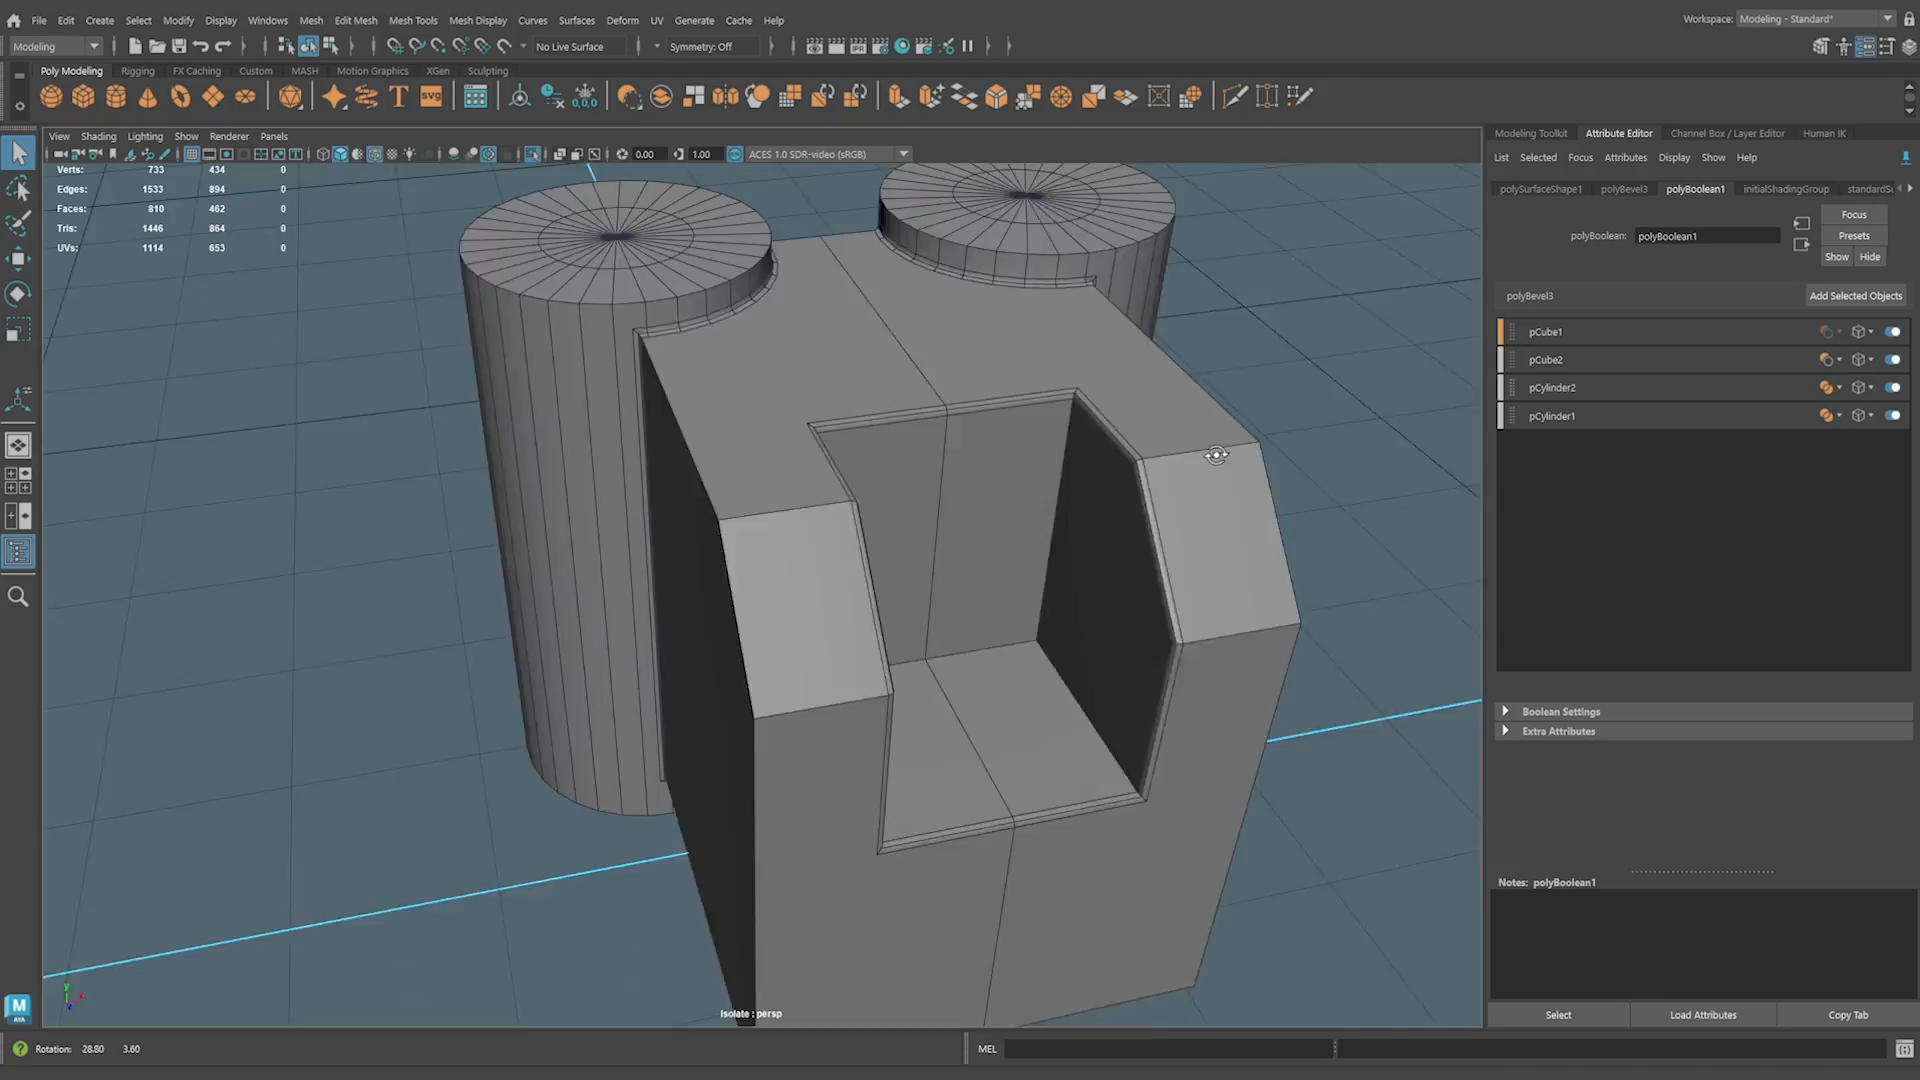 File Edit Create Select Modify Display Windows Mesh Edit Mesh Mesh Tools Mesh Display Curves Surfaces Deform UV Generate Cache Help
Workspace: Modeling - Standard*
Modeling
No Live Surface
Symmetry: Off
Poly Modeling Rigging FX Caching Custom MASH Motion Graphics XGen Sculpting
SVG
0,0,0
View Shading Lighting Show Renderer Panels
0.00
1.00
ACES 1.0 SDR-video (sRGB)
Verts: 733 434 0
Edges: 1533 894 0
Faces: 810 462 0
Tris: 1446 864 0
UVs: 1114 653 0
Modeling Toolkit Attribute Editor Channel Box / Layer Editor Human IK
List Selected Focus Attributes Display Show Help
polySurfaceShape1 polyBevel3 polyBoolean1 initialShadingGroup standardSu
Focus
polyBoolean: polyBoolean1
Presets
Show Hide
polyBevel3
Add Selected Objects
pCube1
pCube2
pCylinder2
pCylinder1
Boolean Settings
Extra Attributes
Notes: polyBoolean1
Select Load Attributes Copy Tab
y
Isolate : persp
M
AYA
Rotation: 28.80 3.60
MEL